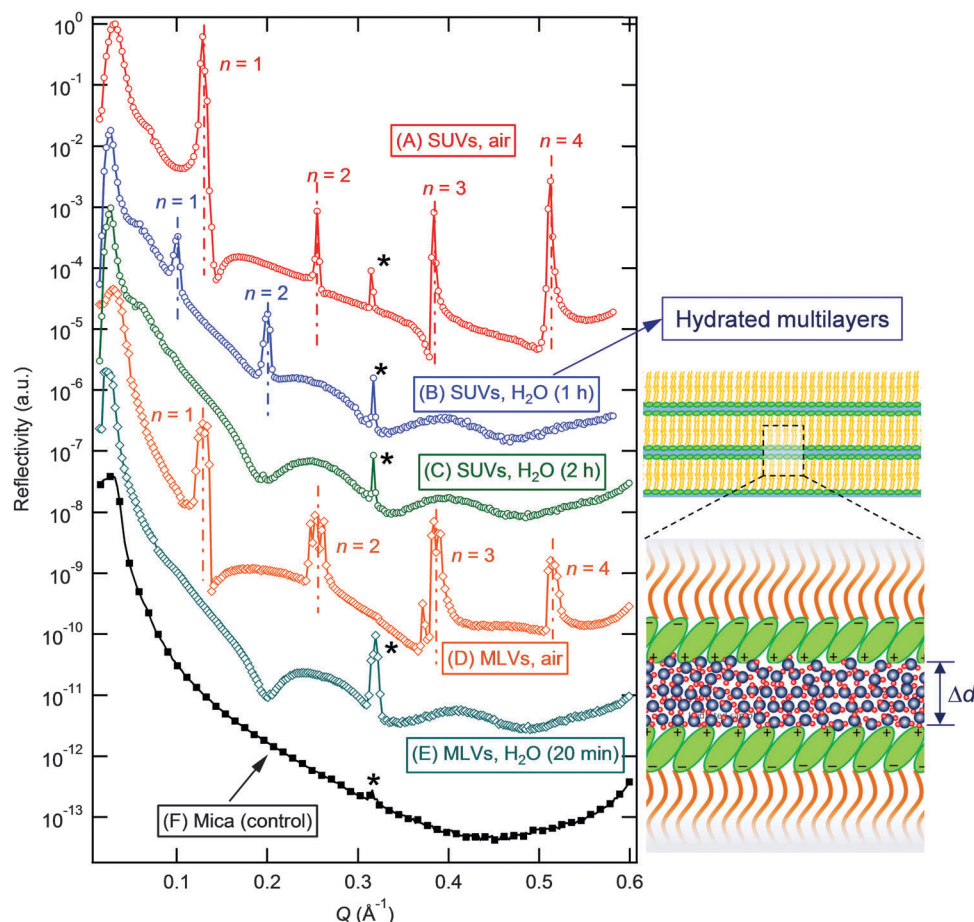 10⁰
10⁻¹
10⁻²
10⁻³
10⁻⁴
10⁻⁵
10⁻⁶
10⁻⁷
10⁻⁸
10⁻⁹
10⁻¹⁰
10⁻¹¹
10⁻¹²
10⁻¹³
Reflectivity (a.u.)
n = 1
(A) SUVs, air
n = 2
n = 3
n = 4
*
n = 1
n = 2
*
(B) SUVs, H₂O (1 h)
Hydrated multilayers
*
(C) SUVs, H₂O (2 h)
n = 1
n = 2
n = 3
n = 4
(D) MLVs, air
*
(E) MLVs, H₂O (20 min)
*
(F) Mica (control)
0.1 0.2 0.3 0.4 0.5 0.6
Q (Å⁻¹)
− − − − − − − −
+ + + + + + + +
Δd
+ + + + + + + + +
− − − − − − − −